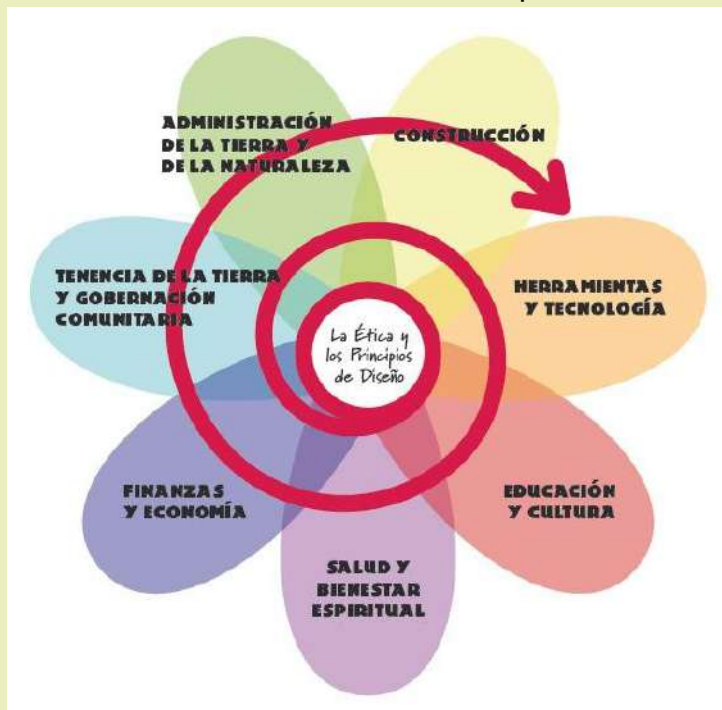 ADMINISTRACIÓN
DE LA TIERRA Y
DE LA NATURALEZA
CONSTRUCCIÓN
TENENCIA DE LA TIERRA
Y GOBERNACIÓN
COMUNITARIA
HERRAMIENTAS
Y TECNOLOGÍA
La Ética y
los Principios
de Diseño
FINANZAS
Y ECONOMÍA
EDUCACIÓN
Y CULTURA
SALUD Y
BIENESTAR
ESPIRITUAL